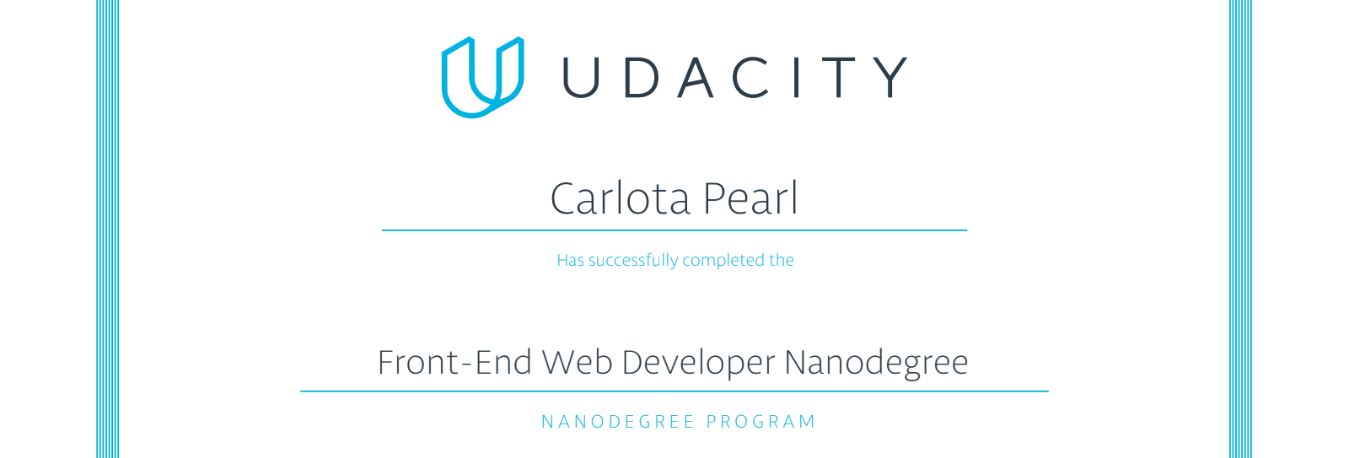 UDACITY
Carlota Pearl
Has successfully completed the
Front-End Web Developer Nanodegree
NANODEGREE PROGRAM